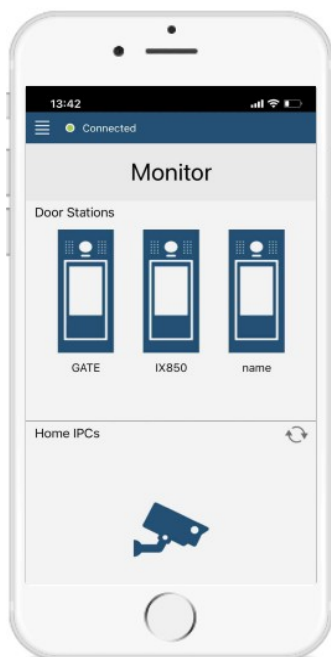 13:42
Connected
Monitor
Door Stations
GATE IX850 name
Home IPCs